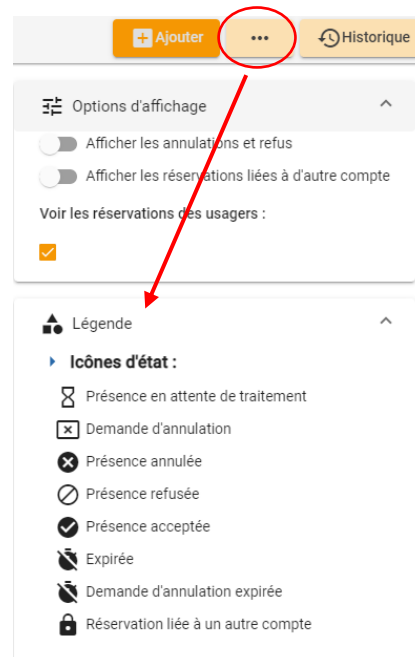 Ajouter
Historique
Options d'affichage
Afficher les annulations et refus
Afficher les réservations liées à d'autre compte
Voir les réservations des usagers :
Légende
Icônes d'état :
Présence en attente de traitement
Demande d'annulation
Présence annulée
Présence refusée
Présence acceptée
Expirée
Demande d'annulation expirée
Réservation liée à un autre compte